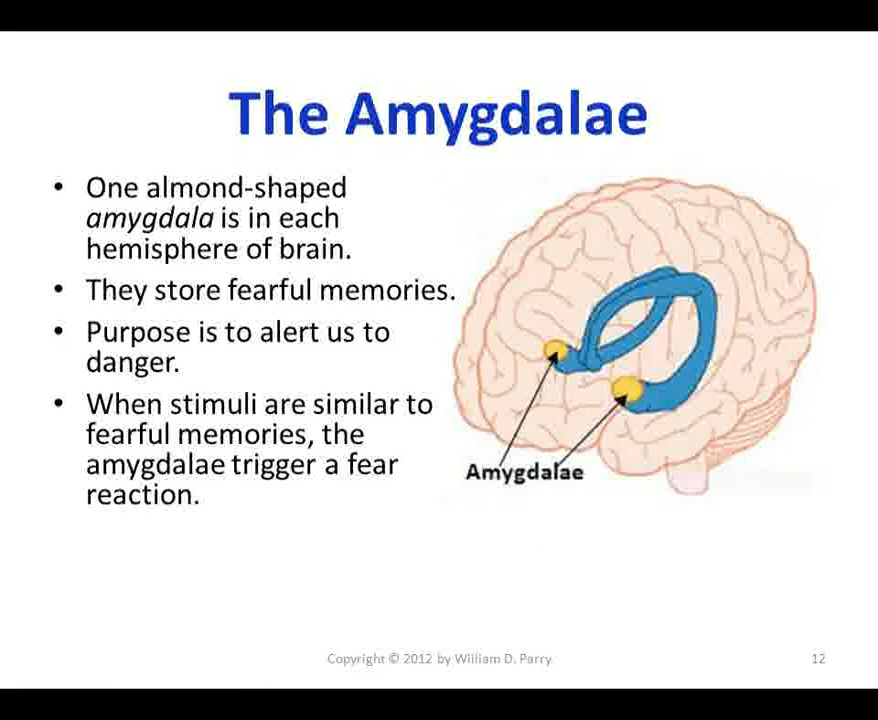 The Amygdalae
• One almond-shaped
amygdala is in each
hemisphere of brain.
• They store fearful memories.
• Purpose is to alert us to
danger.
• When stimuli are similar to
fearful memories, the
amygdalae trigger a fear
reaction.
Amygdalae
Copyright © 2012 by William D. Parry
12